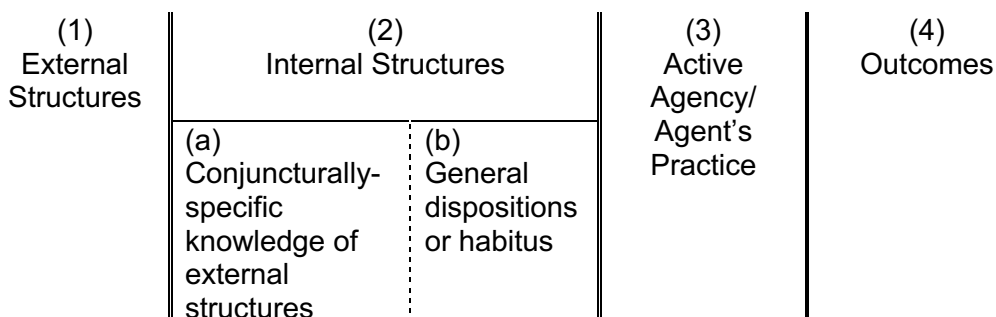 (1)
External
Structures
(2)
Internal Structures
(a)
Conjuncturally-
specific
knowledge of
external
structures
(b)
General
dispositions
or habitus
(3)
Active
Agency/
Agent’s
Practice
(4)
Outcomes